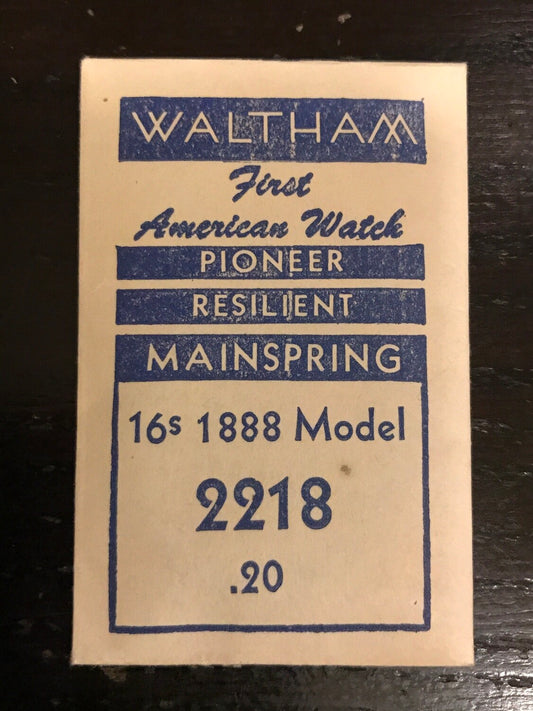 WALTHAM
First
American Watch
PIONEER
RESILIENT
MAINSPRING
16s 1888 Model
2218
.20